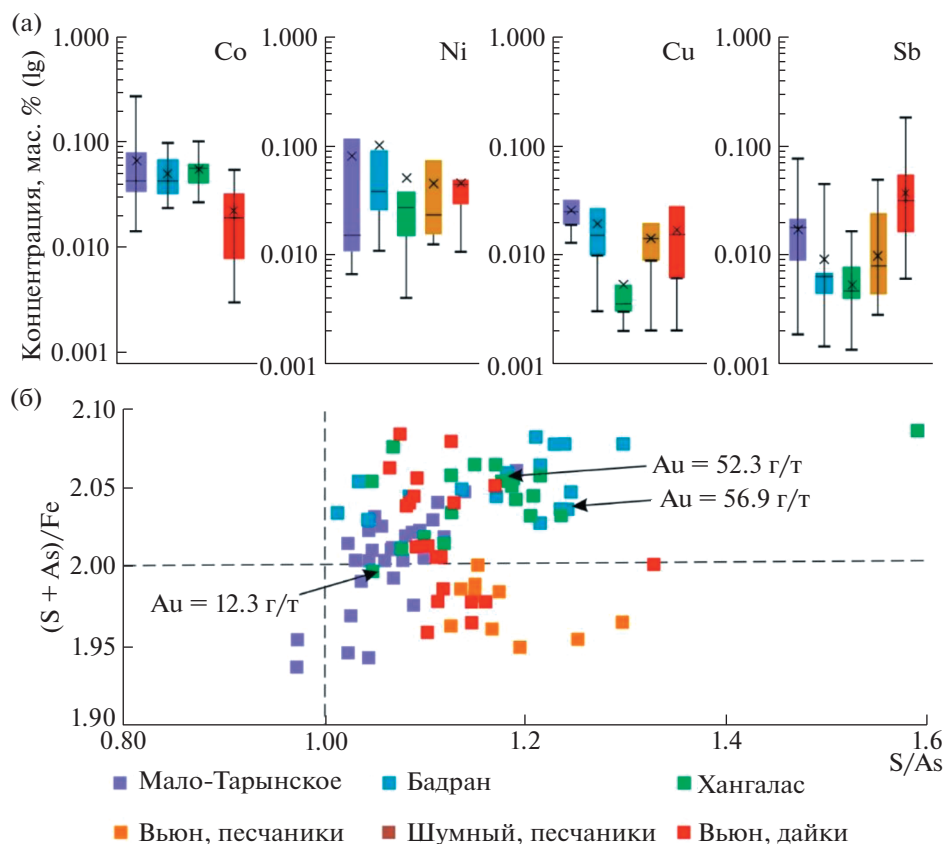 (а)
Концентрация, мас. % (lg)
1.000 Co
0.100
0.010
0.001
1.000 Ni
0.100
0.010
0.001
1.000 Cu
0.100
0.010
0.001
1.000 Sb
0.100
0.010
0.001
(б)
(S + As)/Fe
2.10
2.05
2.00
1.95
1.90
Au = 52.3 г/т
Au = 56.9 г/т
Au = 12.3 г/т
0.80 1.00 1.2 1.4 1.6
S/As
Мало-Тарынское Бадран Хангалас
Вьюн, песчаники Шумный, песчаники Вьюн, дайки